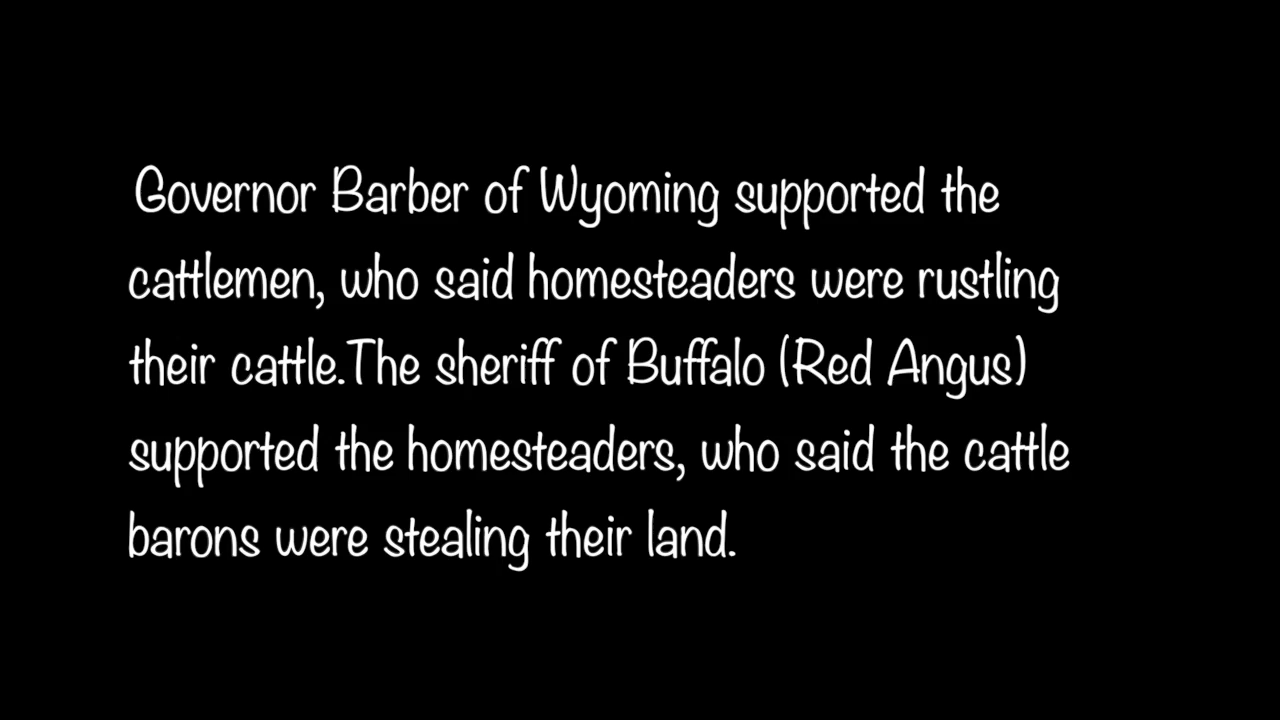 Governor Barber of Wyoming supported the
cattlemen, who said homesteaders were rustling
their cattle.The sheriff of Buffalo (Red Angus)
supported the homesteaders, who said the cattle
barons were stealing their land.